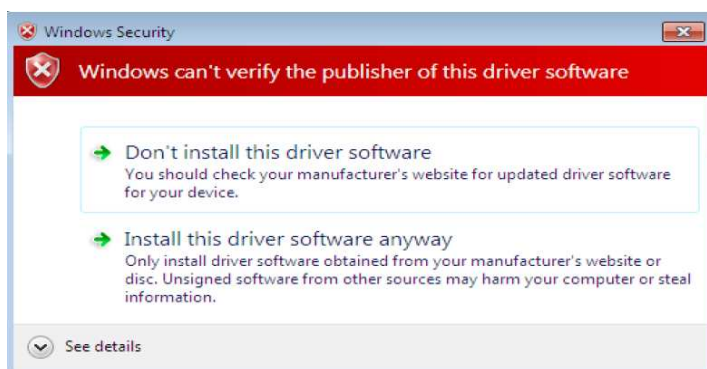 Windows Security
Windows can't verify the publisher of this driver software
Don't install this driver software
You should check your manufacturer's website for updated driver software
for your device.
Install this driver software anyway
Only install driver software obtained from your manufacturer's website or
disc. Unsigned software from other sources may harm your computer or steal
information.
See details